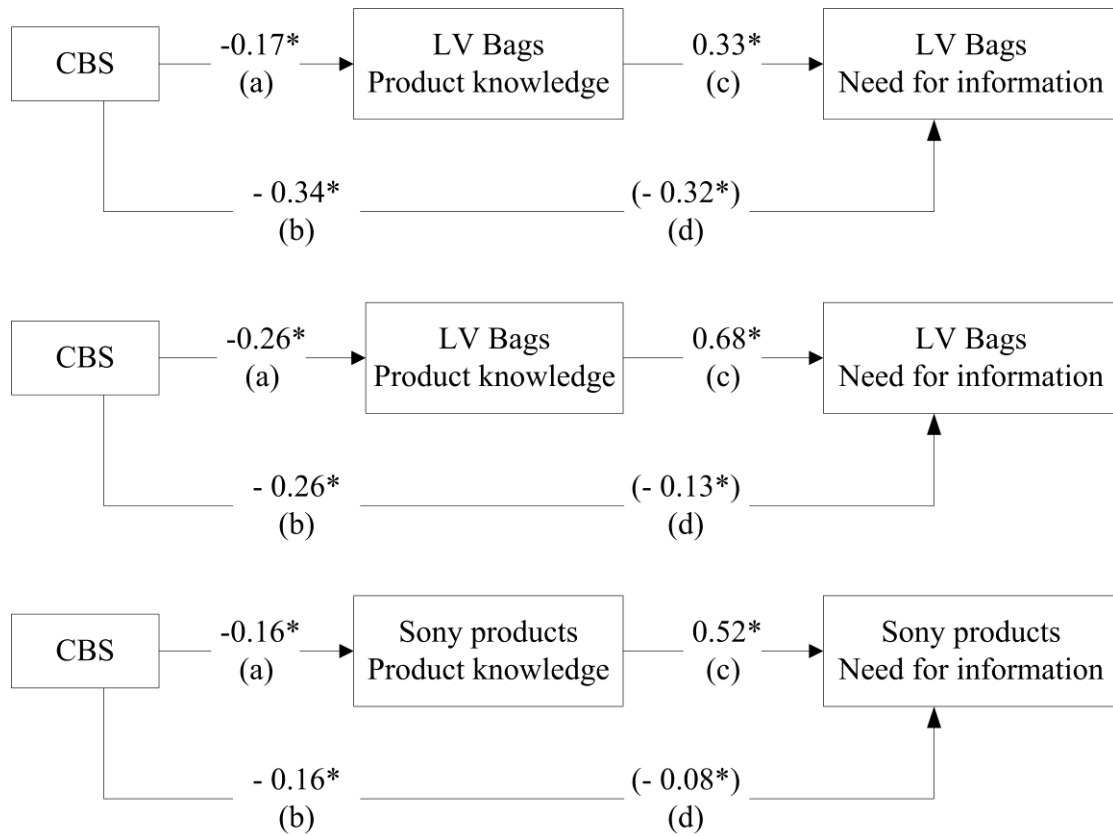 CBS
-0.17*
(a)
LV Bags
Product knowledge
0.33*
(c)
LV Bags
Need for information
- 0.34*
(b)
(- 0.32*)
(d)
CBS
-0.26*
(a)
LV Bags
Product knowledge
0.68*
(c)
LV Bags
Need for information
- 0.26*
(b)
(- 0.13*)
(d)
CBS
-0.16*
(a)
Sony products
Product knowledge
0.52*
(c)
Sony products
Need for information
- 0.16*
(b)
(- 0.08*)
(d)